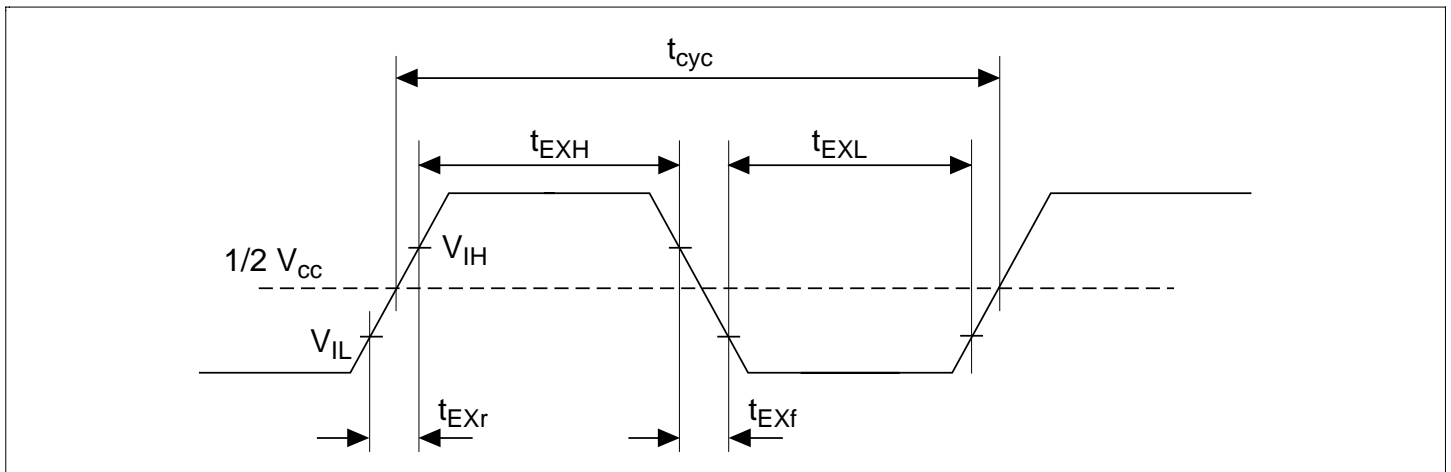 tcyc
tEXH
tEXL
VIH
1/2 Vcc
VIL
tEXr
tEXf